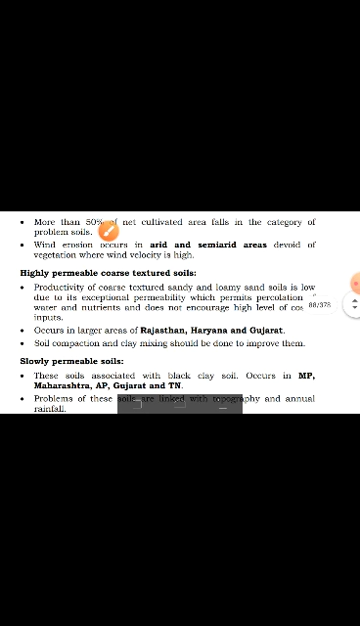 • More than 50% of net cultivated area falls in the category of
problem soils.
• Wind erosion occurs in arid and semiarid areas devoid of
vegetation where wind velocity is high.
Highly permeable coarse textured soils:
• Productivity of coarse textured sandy and loamy sand soils is low
due to its exceptional permeability which permits percolation
water and nutrients and does not encourage high level of
88/378
inputs.
• Occurs in larger areas of Rajasthan, Haryana and Gujarat.
• Soil compaction and clay mixing should be done to improve them.
Slowly permeable soils:
• These soils associated with black clay soil. Occurs in MP,
Maharashtra, AP, Gujarat and TN.
• Problems of these soils are linked with topography and annual
rainfall.